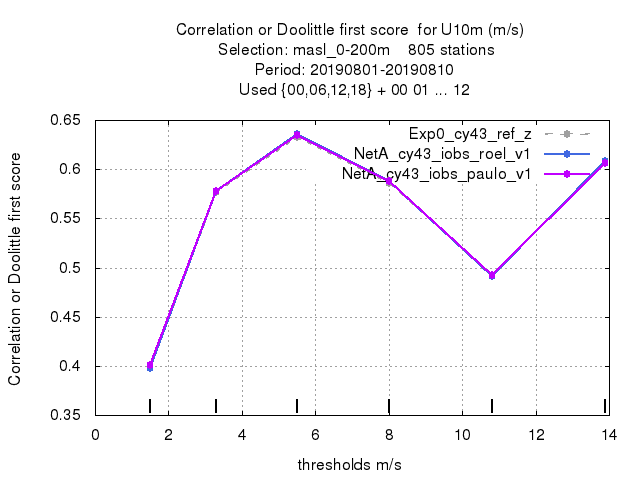 Correlation or Doolittle first score  for U10m (m/s)
Selection: masl_0-200m    805 stations
Period: 20190801-20190810
Used {00,06,12,18} + 00 01 ... 12
Correlation or Doolittle first score
0.65
0.6
0.55
0.5
0.45
0.4
0.35
Exp0_cy43_ref_z
NetA_cy43_iobs_roel_v1
NetA_cy43_iobs_paulo_v1
0 2 4 6 8 10 12 14
thresholds m/s